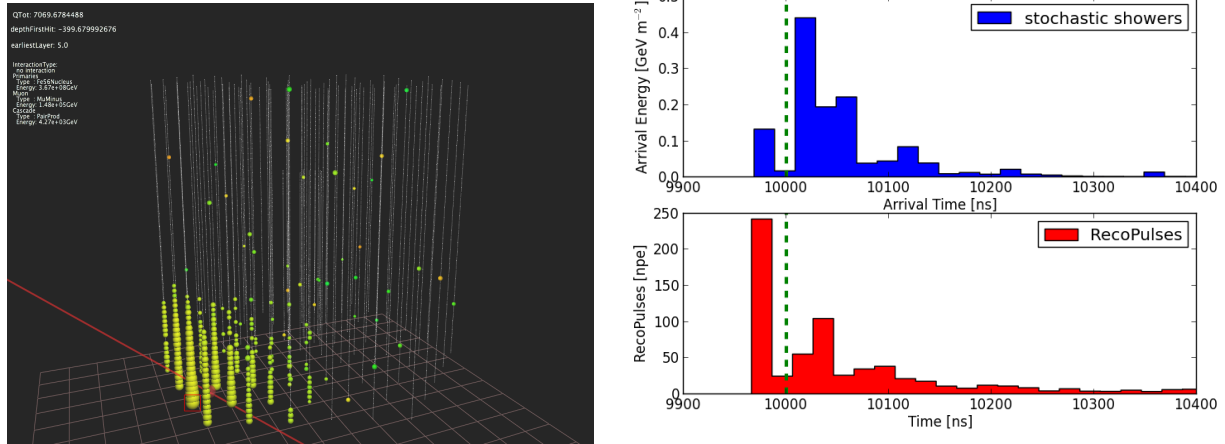 QTot: 7069.6784488
depthFirstHit: -399.679992676
earliestLayer: 5.0
InteractionType:
no interaction
Primaries
Type : Fe56Nucleus
Energy: 3.67e+08GeV
Muon
Type : MuMinus
Energy: 1.48e+05GeV
Cascade
Type : PairProd
Energy: 4.27e+03GeV
Arrival Energy [GeV m⁻²]
0.5
0.4
0.3
0.2
0.1
0.0
stochastic showers
9900 10000 10100 10200 10300 10400
Arrival Time [ns]
RecoPulses [npe]
250
200
150
100
50
0
RecoPulses
9900 10000 10100 10200 10300 10400
Time [ns]